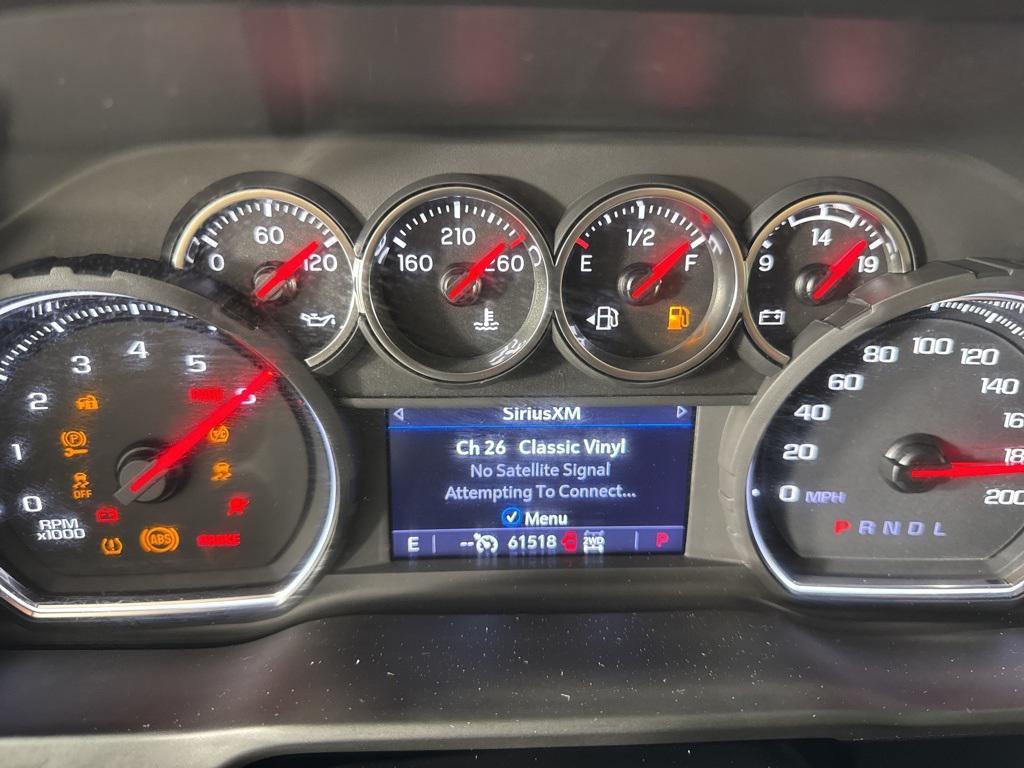 60
0
120
210
160
260
1/2
E
F
14
9
19
0
1
2
3
4
5
RPM
x1000
OFF
ABS
BRAKE
SiriusXM
Ch 26 Classic Vinyl
No Satellite Signal
Attempting To Connect...
Menu
E
--
61518
2WD
P
0
20
40
60
80
100
120
140
200
MPH
P R N D L